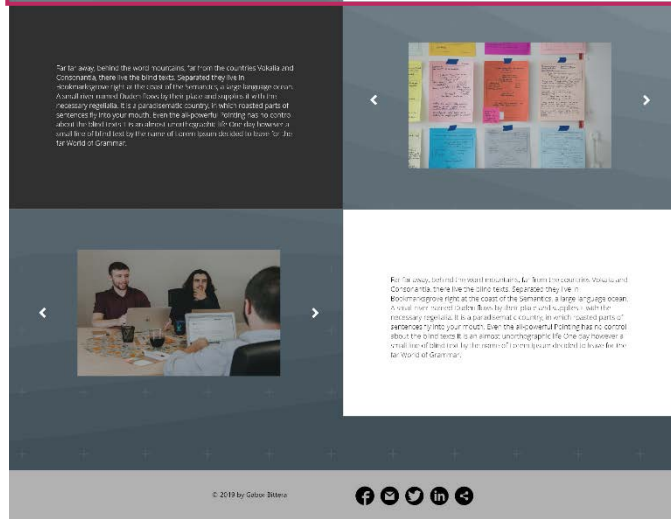 Far far away, behind the word mountains, far from the countries Vokalia and
Consonantia, there live the blind texts. Separated they live in
Bookmarksgrove right at the coast of the Semantics, a large language ocean.
A small river named Duden flows by their place and supplies it with the
necessary regelialia. It is a paradisematic country, in which roasted parts of
sentences fly into your mouth. Even the all-powerful Pointing has no control
about the blind texts it is an almost unorthographic life One day however a
small line of blind text by the name of Lorem Ipsum decided to leave for the
far World of Grammar.
Far far away, behind the word mountains, far from the countries Vokalia and
Consonantia, there live the blind texts. Separated they live in
Bookmarksgrove right at the coast of the Semantics, a large language ocean.
A small river named Duden flows by their place and supplies it with the
necessary regelialia. It is a paradisematic country, in which roasted parts of
sentences fly into your mouth. Even the all-powerful Pointing has no control
about the blind texts it is an almost unorthographic life One day however a
small line of blind text by the name of Lorem Ipsum decided to leave for the
far World of Grammar.
© 2019 by Gabor Bittera